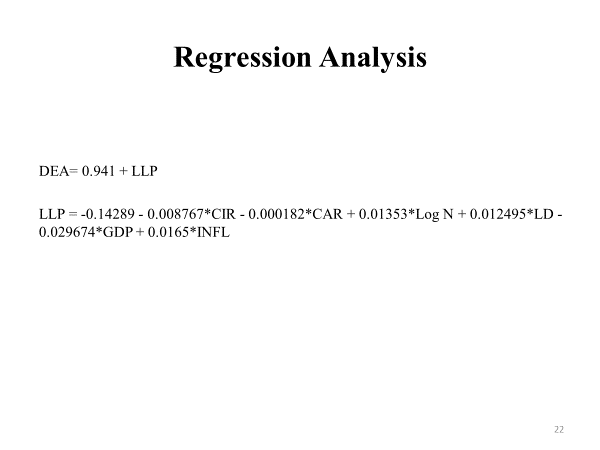 Regression Analysis
DEA= 0.941 + LLP
LLP = -0.14289 - 0.008767*CIR - 0.000182*CAR + 0.01353*Log N + 0.012495*LD -
0.029674*GDP + 0.0165*INFL
22